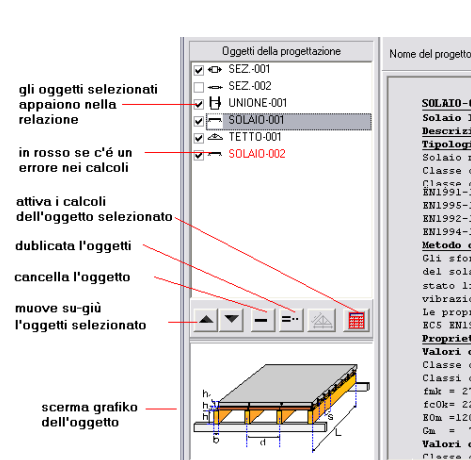 Oggetti della progettazione
Nome del progetto
SEZ.-001
SEZ.-002
UNIONE-001
SOLAIO-001
TETTO-001
SOLAIO-002
gli oggetti selezionati
appaiono nella
relazione
in rosso se c'é un
errore nei calcoli
attiva i calcoli
dell'oggetto selezionato
dublicata l'oggetti
cancella l'oggetto
muove su-giù
l'oggetti selezionato
scerma grafiko
dell'oggetto
h
h
h
b
d
L
s
SOLAIO-0
Solaio
Descrizi
Tipologi
Solaio
Classe
Classe
EN1991-1
EN1995-1
EN1992-1
EN1994-1
Metodo
Gli sfor
del sola
stato li
vibrazio
Le propr
EC5 EN19
Propriet
Valori
Classe
Classi
fmk = 27
fc0k= 22
E0m =120
Gm =
Valori
Classe